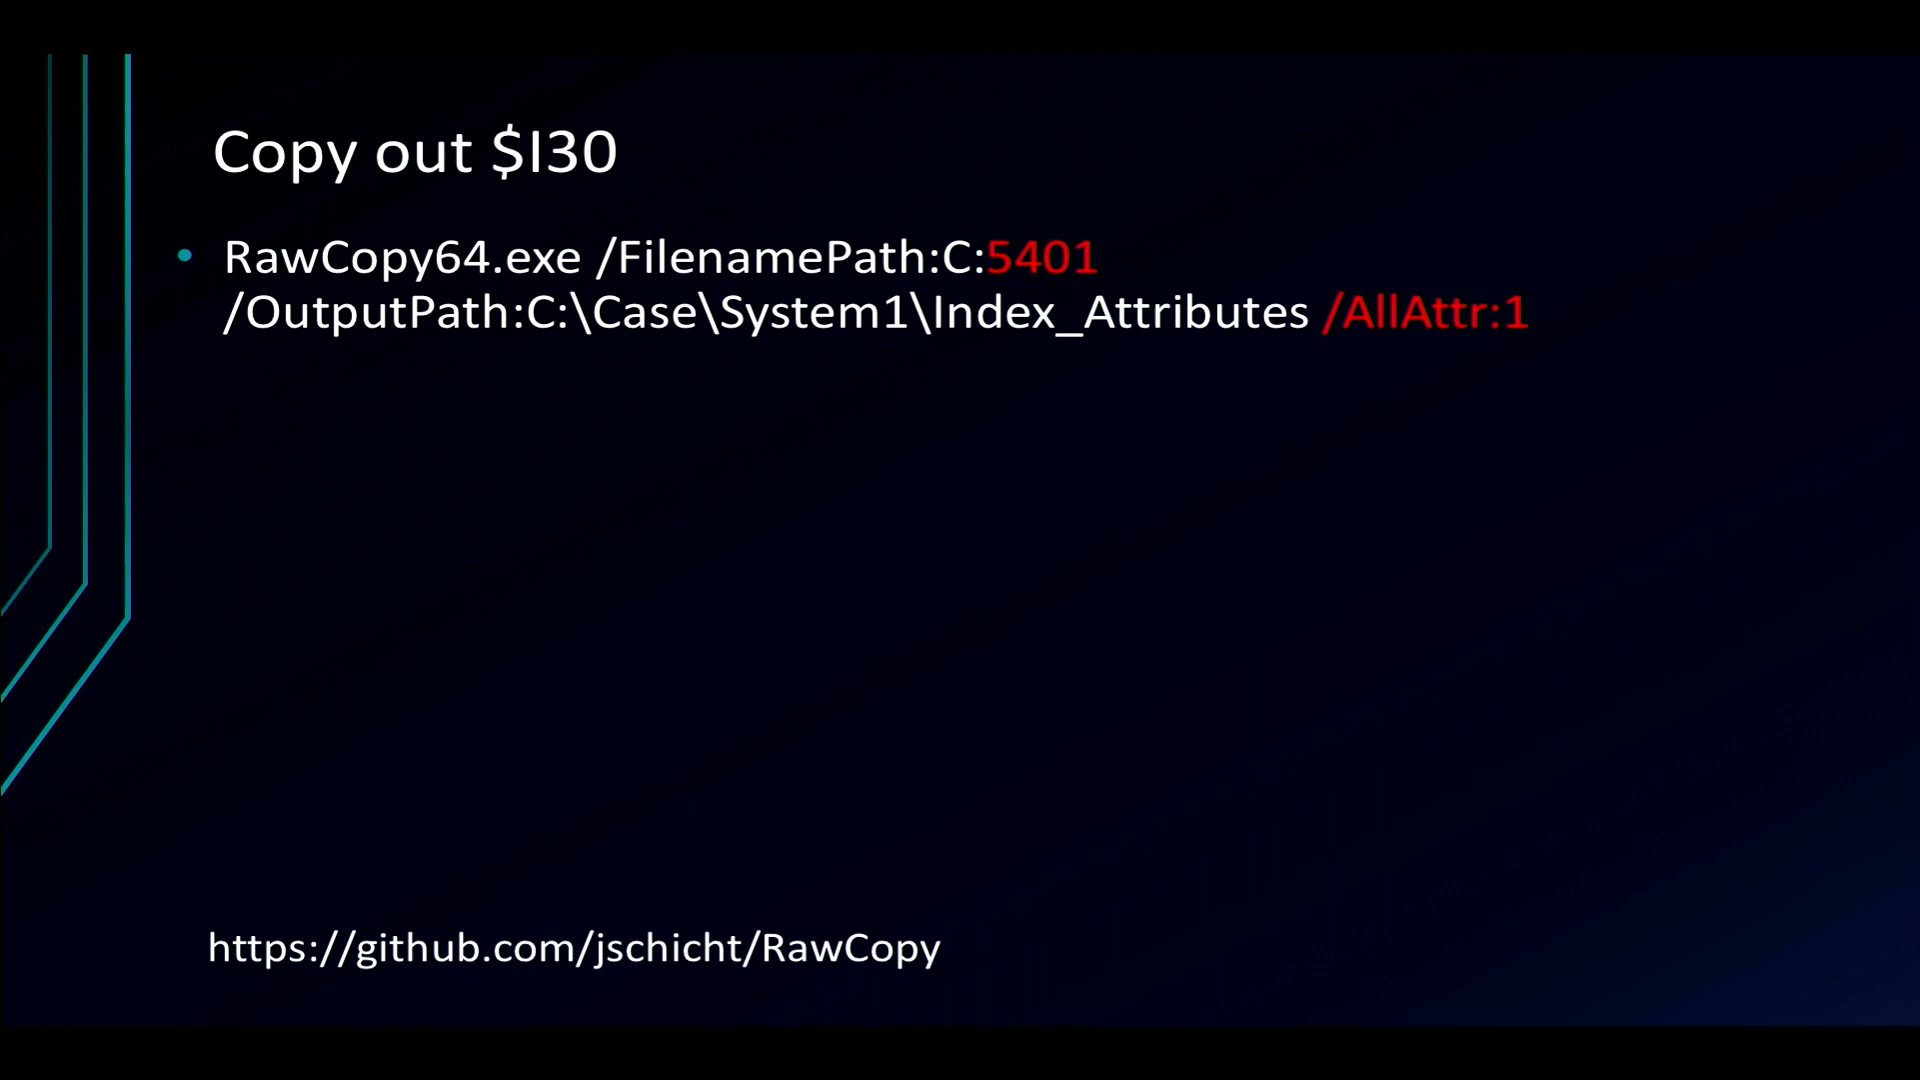 Copy out $I30
• RawCopy64.exe /FilenamePath:C:5401
/OutputPath:C:\Case\System1\Index_Attributes /AllAttr:1
https://github.com/jschicht/RawCopy